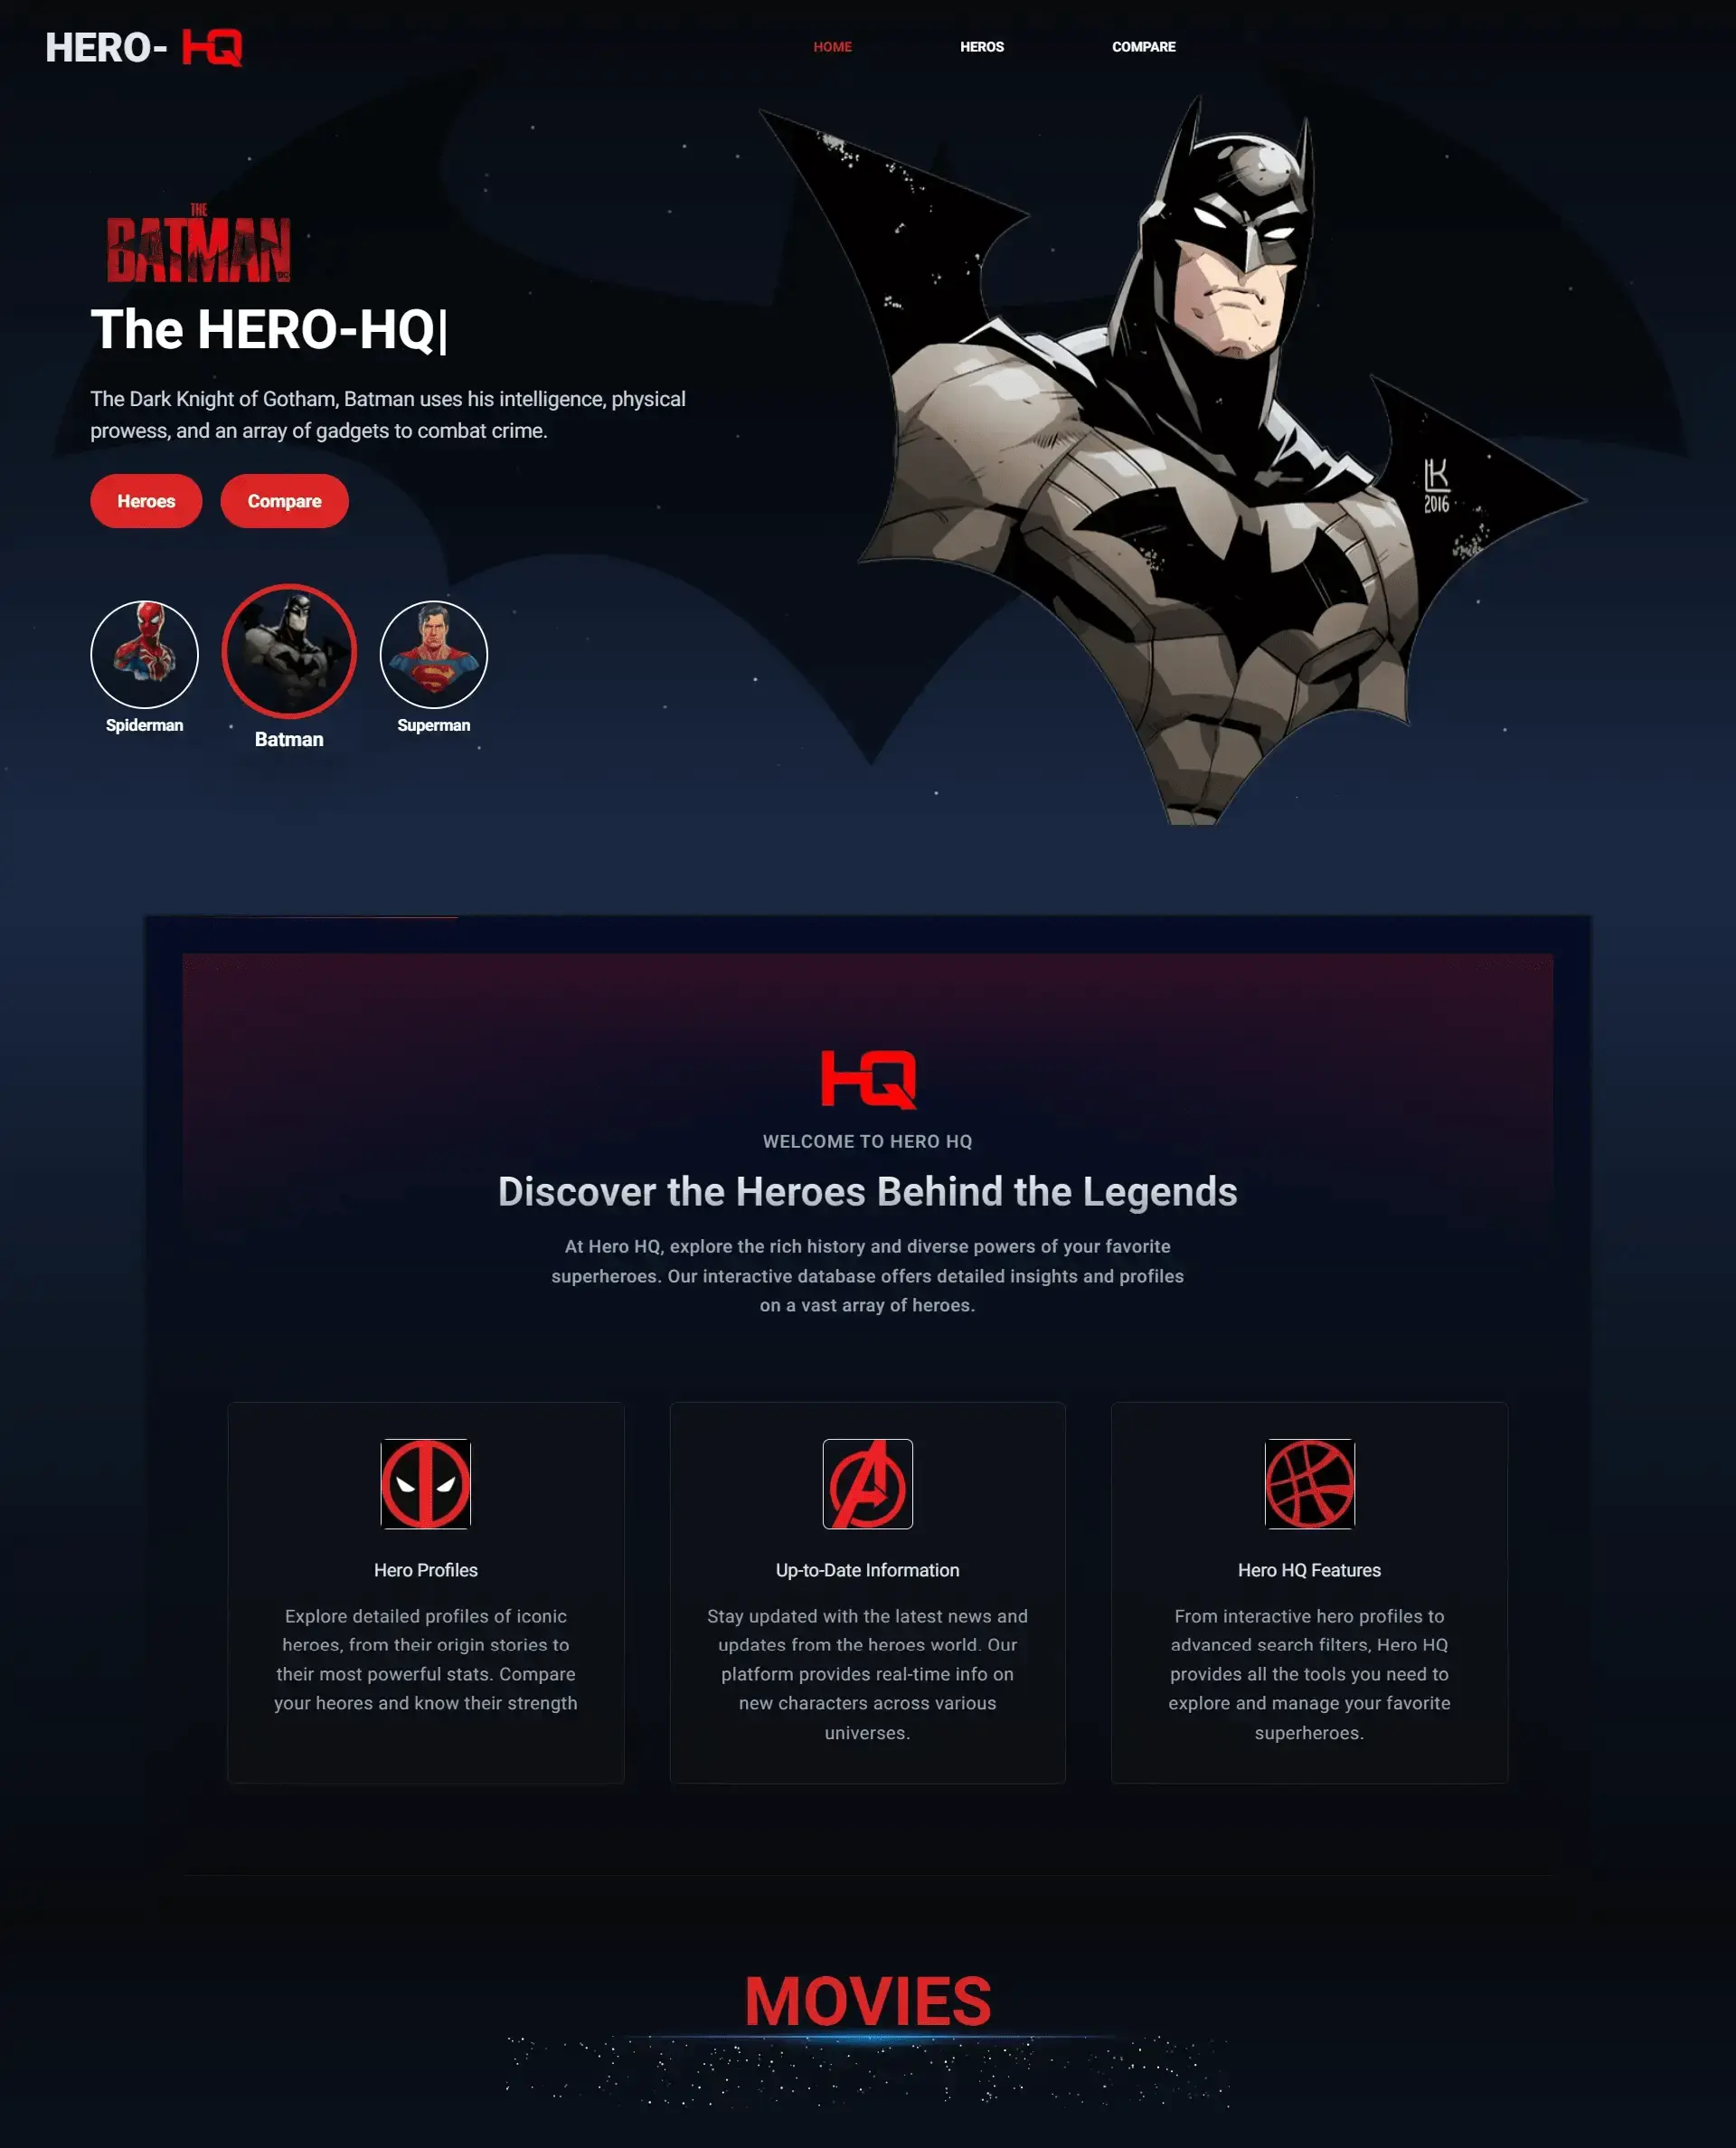 HERO- HQ
HOME
HEROS
COMPARE
THE
BATMAN
The HERO-HQ|
The Dark Knight of Gotham, Batman uses his intelligence, physical
prowess, and an array of gadgets to combat crime.
Heroes
Compare
Spiderman
Batman
Superman
LK
2016
HQ
WELCOME TO HERO HQ
Discover the Heroes Behind the Legends
At Hero HQ, explore the rich history and diverse powers of your favorite
superheroes. Our interactive database offers detailed insights and profiles
on a vast array of heroes.
Hero Profiles
Explore detailed profiles of iconic
heroes, from their origin stories to
their most powerful stats. Compare
your heores and know their strength
Up-to-Date Information
Stay updated with the latest news and
updates from the heroes world. Our
platform provides real-time info on
new characters across various
universes.
Hero HQ Features
From interactive hero profiles to
advanced search filters, Hero HQ
provides all the tools you need to
explore and manage your favorite
superheroes.
MOVIES